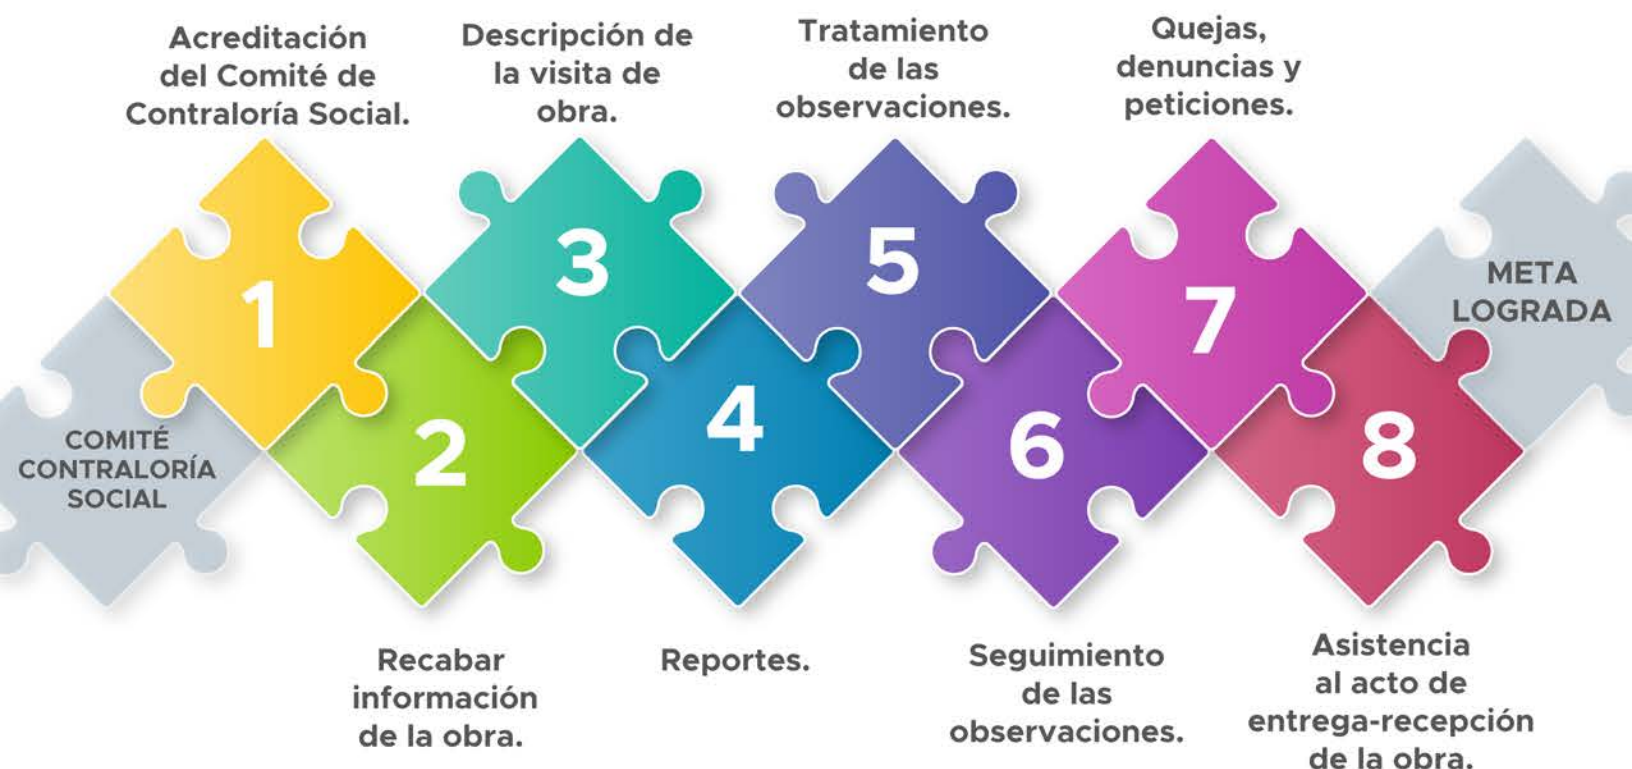 COMITÉ
CONTRALORÍA
SOCIAL
Acreditación
del Comité de
Contraloría Social.
1
2
Recabar
información
de la obra.
Descripción de
la visita de
obra.
3
4
Reportes.
Tratamiento
de las
observaciones.
5
6
Seguimiento
de las
observaciones.
Quejas,
denuncias y
peticiones.
7
8
Asistencia
al acto de
entrega-recepción
de la obra.
META
LOGRADA